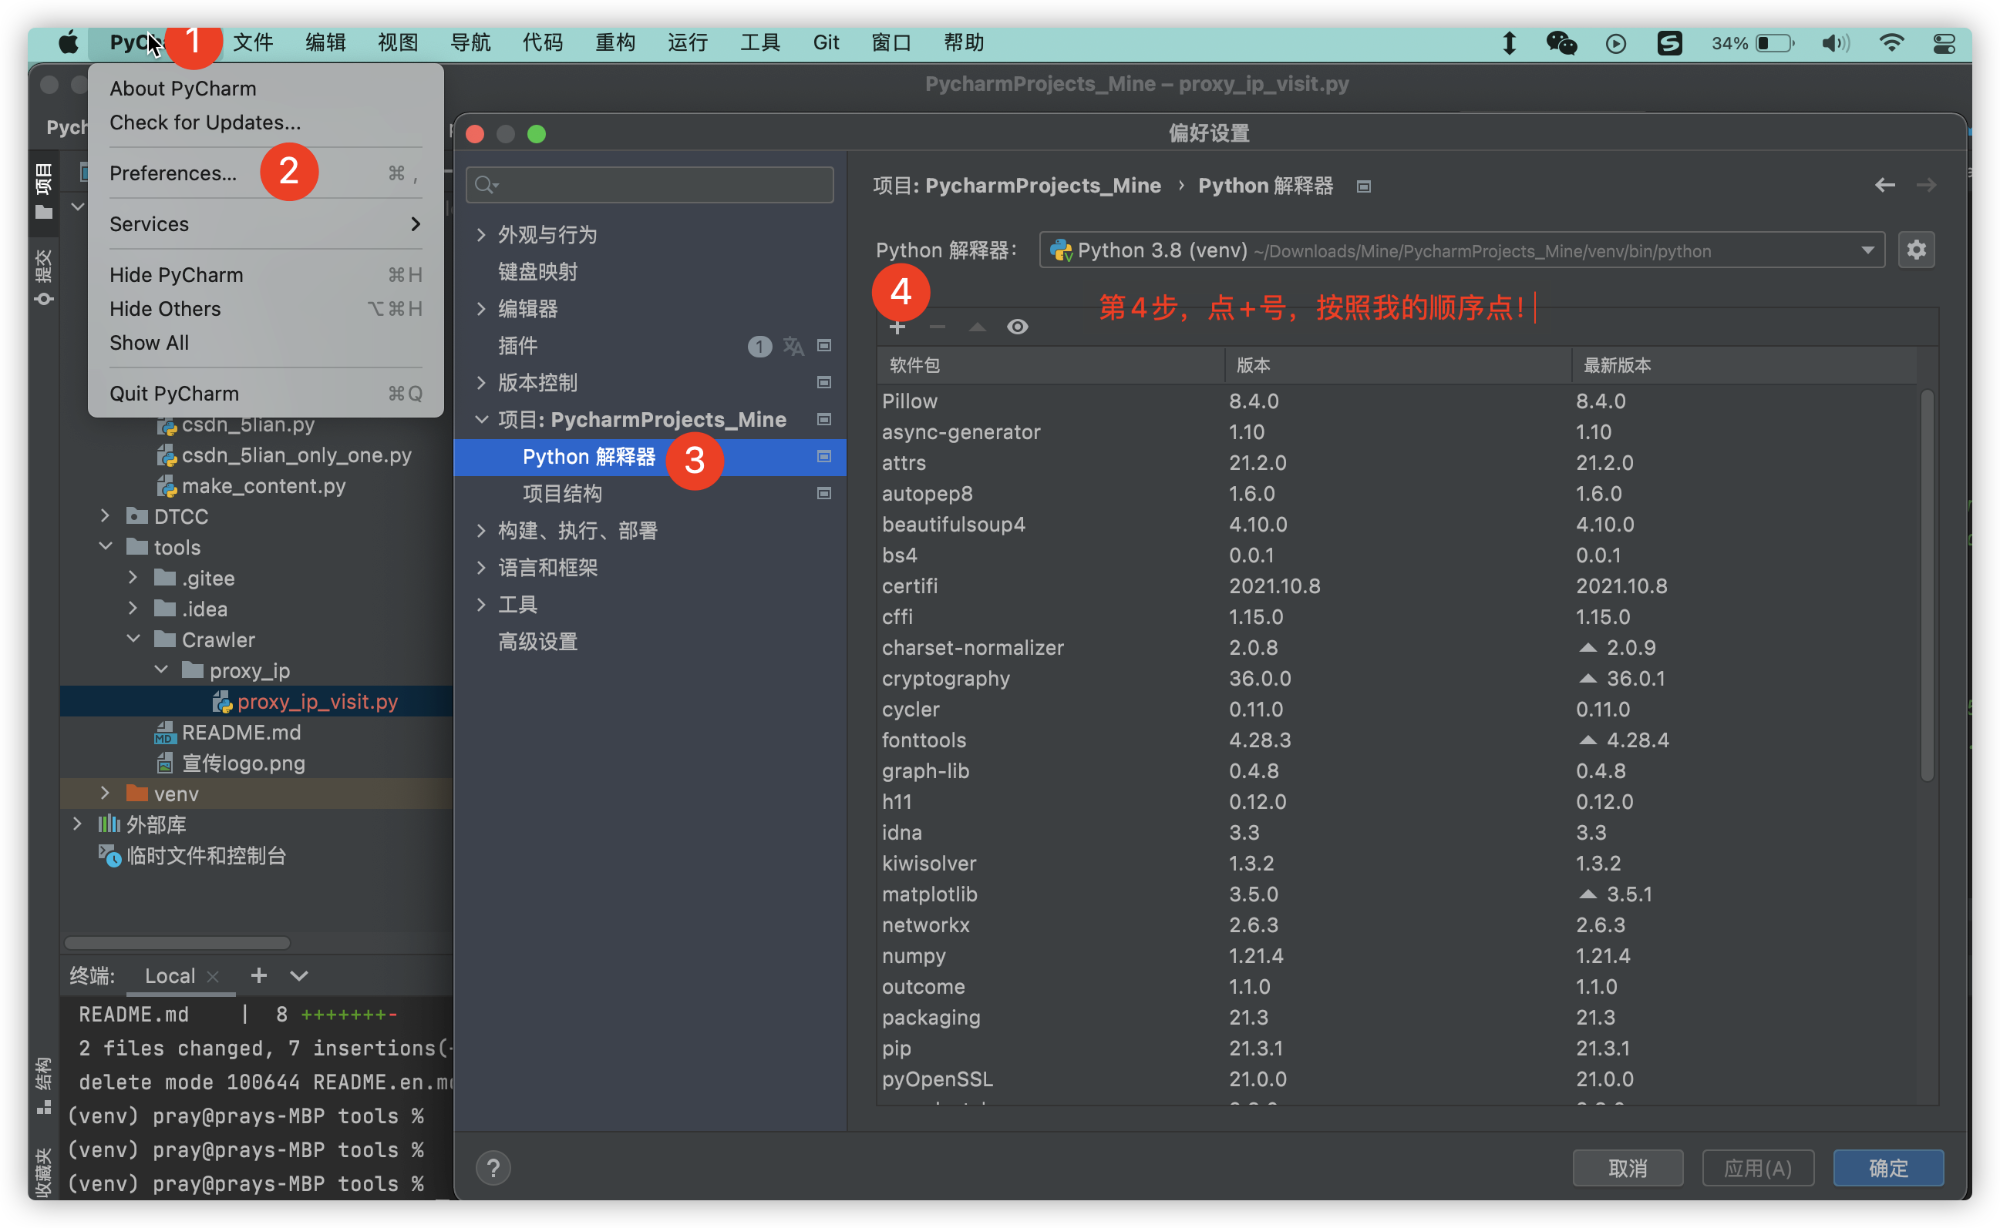 PyCh 1 文件 编辑 视图 导航 代码 重构 运行 工具 Git 窗口 帮助 34%
PycharmProjects_Mine – proxy_ip_visit.py
About PyCharm
Check for Updates...
Preferences... 2 ⌘ ,
Services
Hide PyCharm ⌘H
Hide Others ⌥⌘H
Show All
Quit PyCharm ⌘Q
Pych
项目
提交
csdn_5lian.py
csdn_5lian_only_one.py
make_content.py
DTCC
tools
.gitee
.idea
Crawler
proxy_ip
proxy_ip_visit.py
README.md
宣传logo.png
venv
外部库
临时文件和控制台
终端: Local × +
README.md | 8 +++++++-
2 files changed, 7 insertions(
delete mode 100644 README.en.m
(venv) pray@prays-MBP tools %
(venv) pray@prays-MBP tools %
(venv) pray@prays-MBP tools %
结构
收藏夹
偏好设置
外观与行为
键盘映射
编辑器
插件 1
版本控制
项目: PycharmProjects_Mine
Python 解释器 3
项目结构
构建、执行、部署
语言和框架
工具
高级设置
项目: PycharmProjects_Mine › Python 解释器
Python 解释器: Python 3.8 (venv) ~/Downloads/Mine/PycharmProjects_Mine/venv/bin/python
4
第4步，点+号，按照我的顺序点！
软件包 版本 最新版本
Pillow 8.4.0 8.4.0
async-generator 1.10 1.10
attrs 21.2.0 21.2.0
autopep8 1.6.0 1.6.0
beautifulsoup4 4.10.0 4.10.0
bs4 0.0.1 0.0.1
certifi 2021.10.8 2021.10.8
cffi 1.15.0 1.15.0
charset-normalizer 2.0.8 2.0.9
cryptography 36.0.0 36.0.1
cycler 0.11.0 0.11.0
fonttools 4.28.3 4.28.4
graph-lib 0.4.8 0.4.8
h11 0.12.0 0.12.0
idna 3.3 3.3
kiwisolver 1.3.2 1.3.2
matplotlib 3.5.0 3.5.1
networkx 2.6.3 2.6.3
numpy 1.21.4 1.21.4
outcome 1.1.0 1.1.0
packaging 21.3 21.3
pip 21.3.1 21.3.1
pyOpenSSL 21.0.0 21.0.0
? 取消 应用(A) 确定